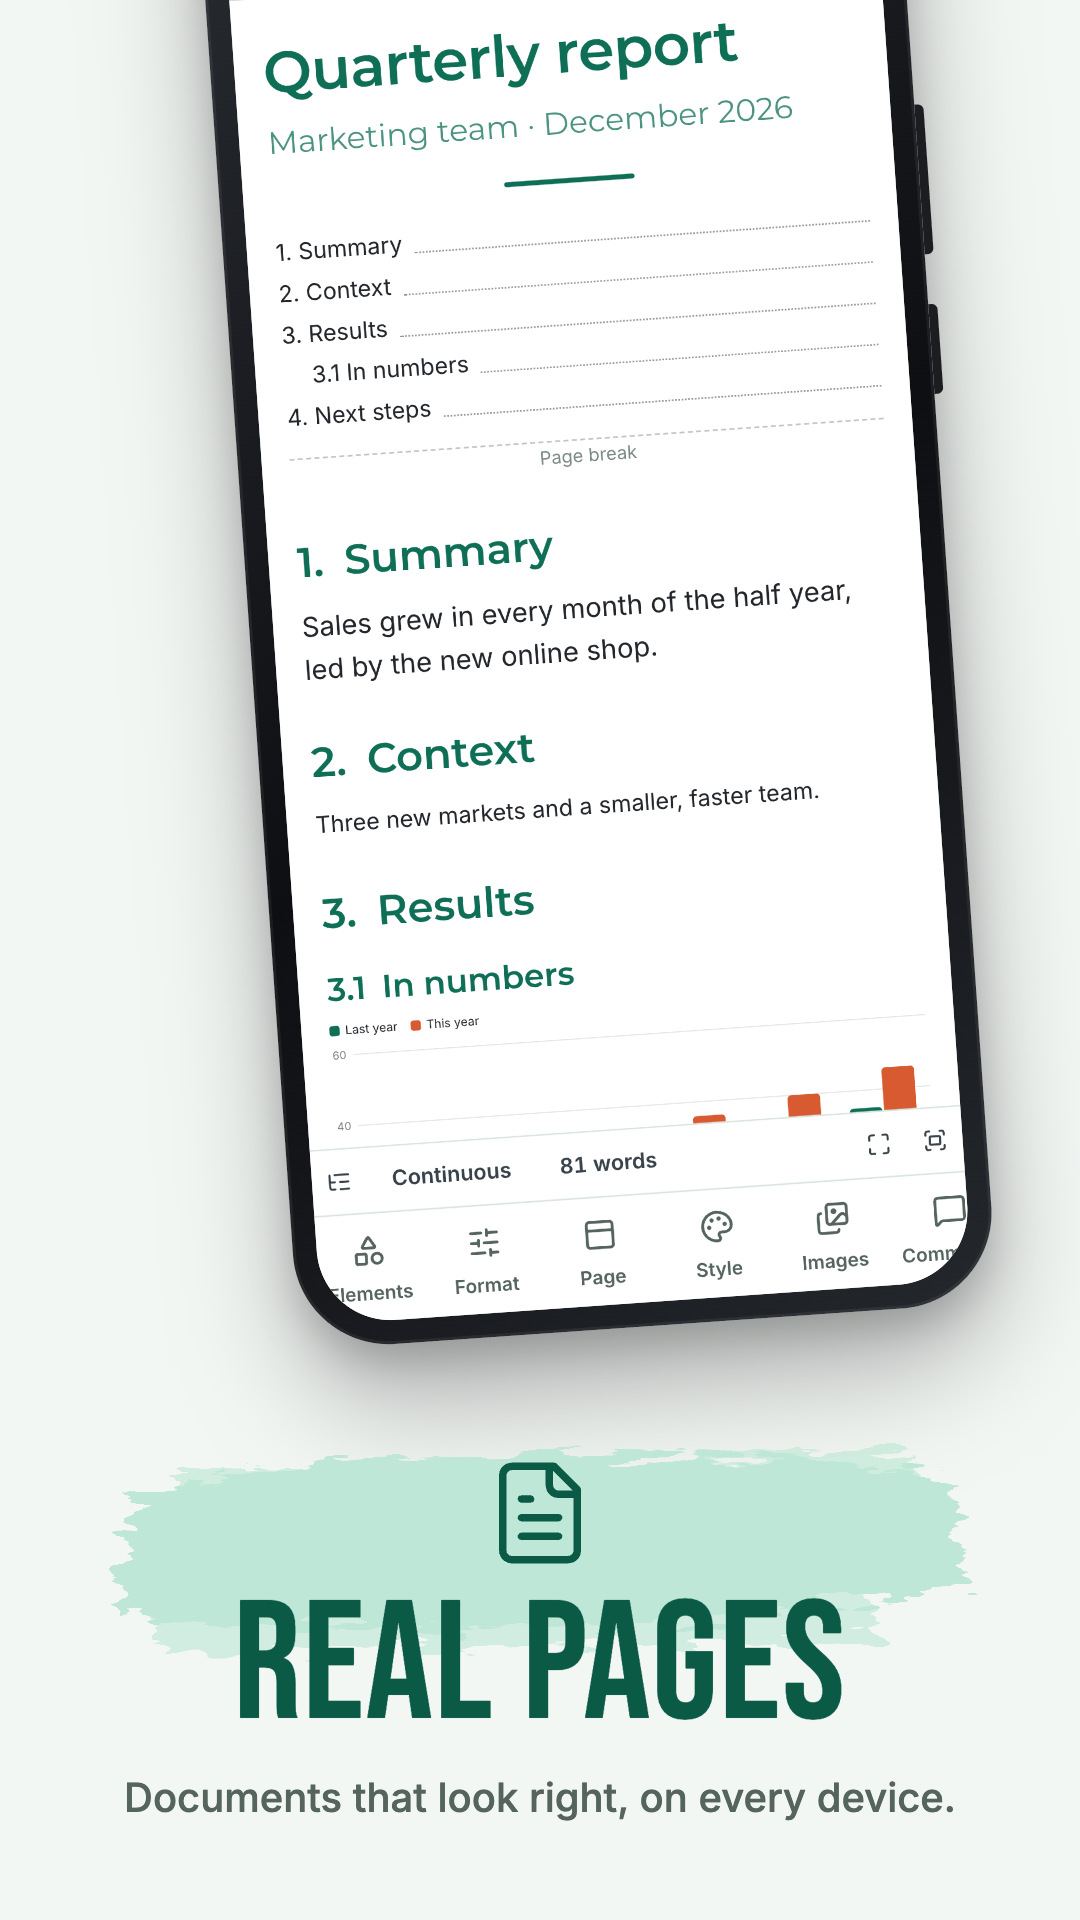 Quarterly report
Marketing team · December 2026
1. Summary
2. Context
3. Results
3.1 In numbers
4. Next steps
Page break
1. Summary
Sales grew in every month of the half year,
led by the new online shop.
2. Context
Three new markets and a smaller, faster team.
3. Results
3.1 In numbers
Last year This year
60
40
Continuous 81 words
Elements Format Page Style Images Comm
REAL PAGES
Documents that look right, on every device.